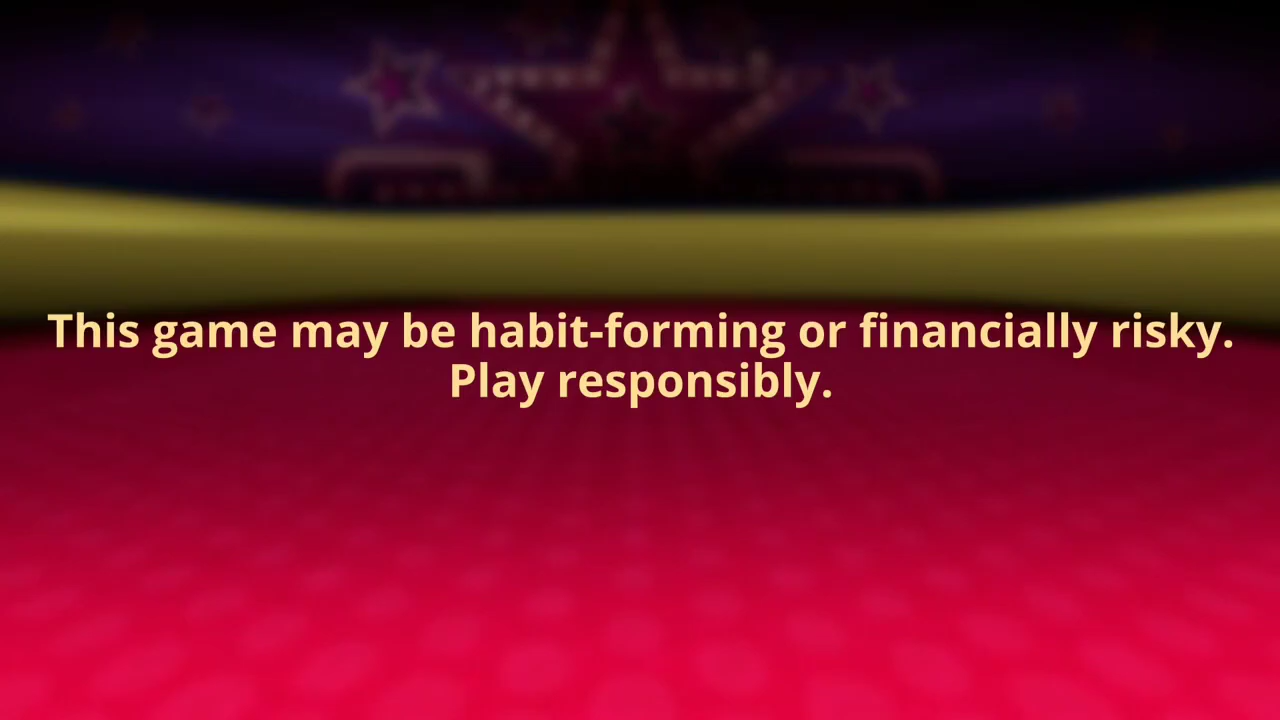 This game may be habit-forming or financially risky.
Play responsibly.